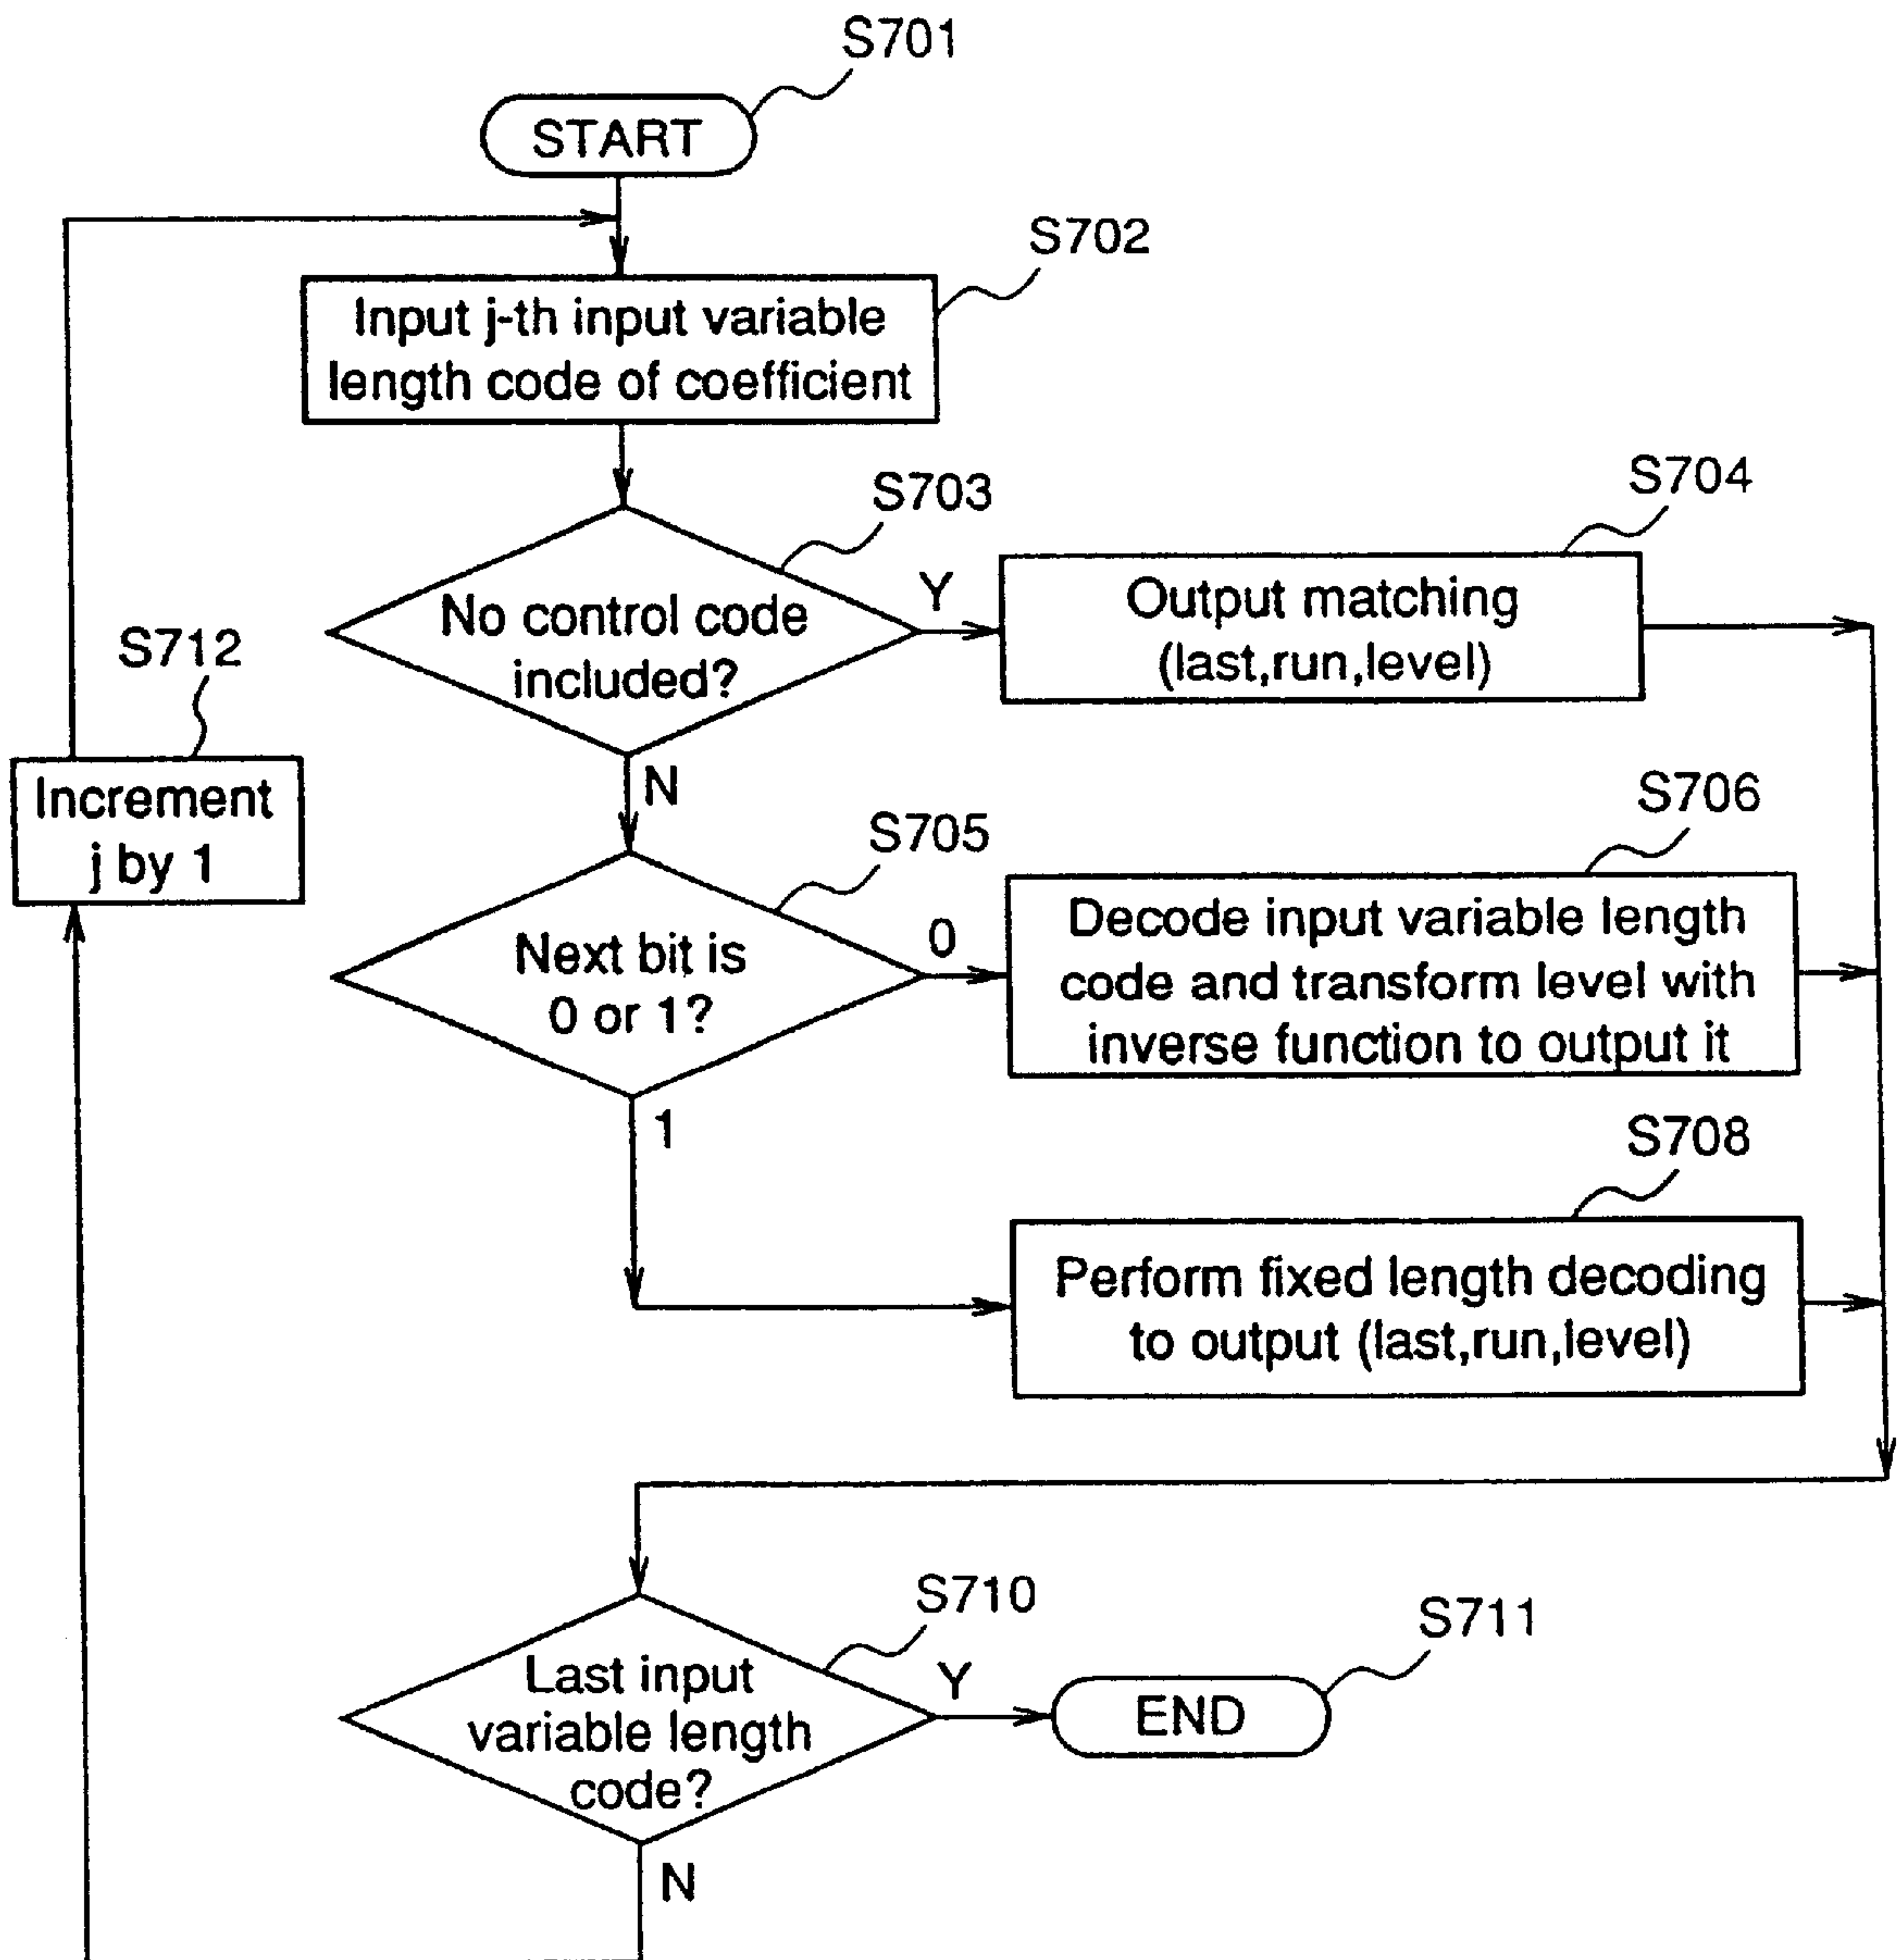 S701
START
S702
Input j-th input variable
length code of coefficient
S703
No control code
included?
Y
N
S704
Output matching
(last,run,level)
S712
Increment
j by 1
S705
Next bit is
0 or 1?
0
1
S706
Decode input variable length
code and transform level with
inverse function to output it
S708
Perform fixed length decoding
to output (last,run,level)
S710
Last input
variable length
code?
Y
N
S711
END